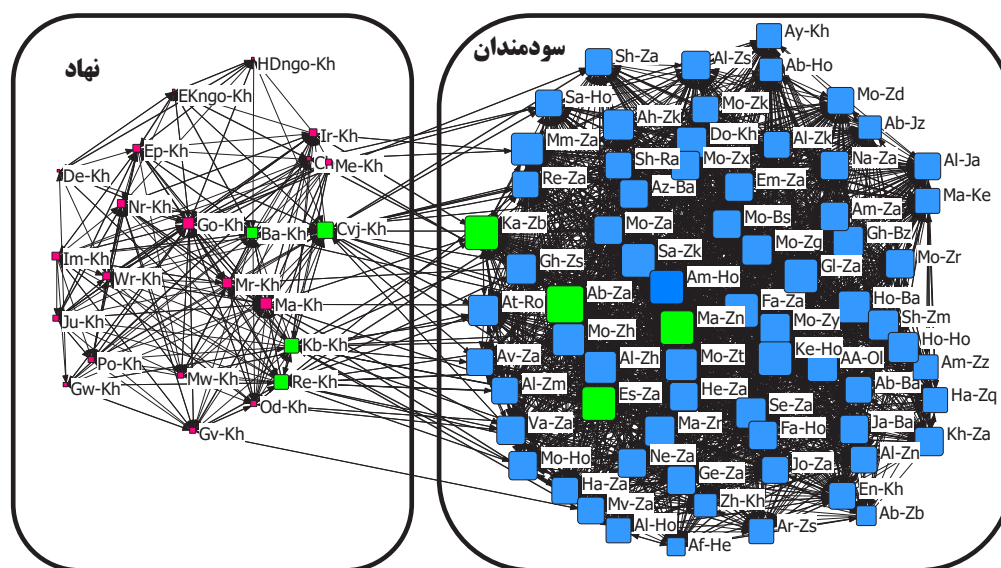 نهاد
HDngo-Kh
EKngo-Kh
Ir-Kh
Ep-Kh
Me-Kh
De-Kh
Nr-Kh
Go-Kh
Ba-Kh
Cvj-Kh
Im-Kh
Wr-Kh
Mr-Kh
Ma-Kh
Ju-Kh
Kb-Kh
Po-Kh
Mw-Kh
Re-Kh
Gw-Kh
Od-Kh
Gv-Kh
سودمندان
Ay-Kh
Sh-Za
Al-Zs
Ab-Ho
Sa-Ho
Mo-Zk
Mo-Zd
Ah-Zk
Ab-Jz
Mm-Za
Do-Kh
Al-Zk
Sh-Ra
Mo-Zx
Na-Za
Al-Ja
Re-Za
Az-Ba
Em-Za
Ma-Ke
Ka-Zb
Mo-Za
Mo-Bs
Am-Za
Gh-Bz
Gh-Zs
Sa-Zk
Mo-Zg
Mo-Zr
Gl-Za
Ab-Za
Am-Ho
At-Ro
Fa-Za
Ho-Ba
Ma-Zn
Mo-Zy
Sh-Zm
Mo-Zh
Ho-Ho
Av-Za
Al-Zh
Mo-Zt
Ke-Ho
AA-Ol
Am-Zz
Al-Zm
Es-Za
He-Za
Ab-Ba
Ha-Zq
Va-Za
Ma-Zr
Se-Za
Fa-Ho
Ja-Ba
Kh-Za
Mo-Ho
Ne-Za
Ge-Za
Jo-Za
Al-Zn
Ha-Za
Mv-Za
Zh-Kh
En-Kh
Al-Ho
Ar-Zs
Ab-Zb
Af-He